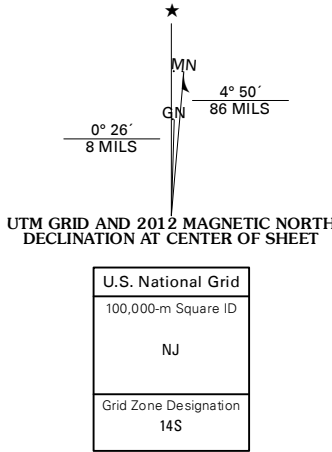 ★
MN
GN
4° 50´
86 MILS
0° 26´
8 MILS
UTM GRID AND 2012 MAGNETIC NORTH
DECLINATION AT CENTER OF SHEET
U.S. National Grid
100,000-m Square ID
NJ
Grid Zone Designation
14S